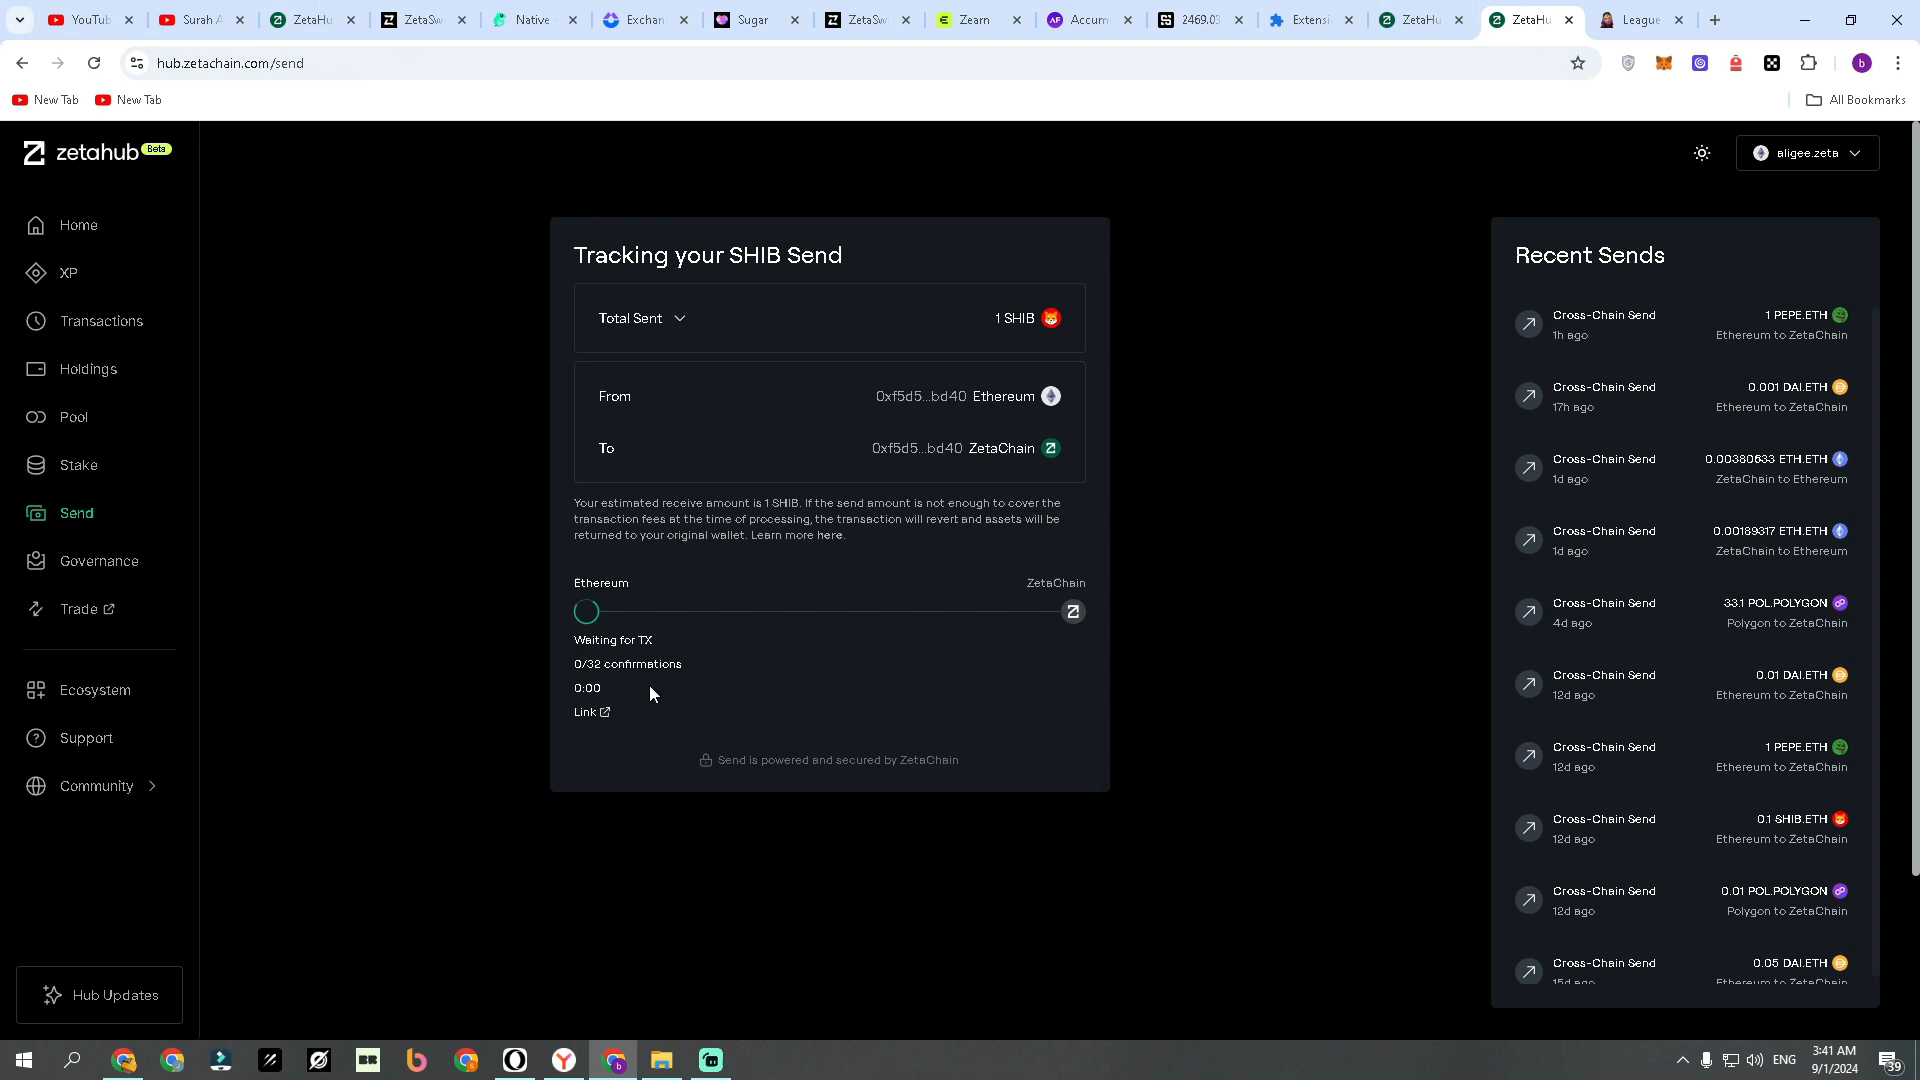 YouTub
Surah A
ZetaHu
ZetaSw
Native -
Exchan
Sugar
ZetaSw
Zearn
Accum
2469.03
Extensi
ZetaHu
ZetaHu
League
hub.zetachain.com/send
b
New Tab
New Tab
All Bookmarks
zetahub Beta
aligee.zeta
Home
XP
Transactions
Holdings
Pool
Stake
Send
Governance
Trade
Ecosystem
Support
Community
Hub Updates
Tracking your SHIB Send
Total Sent
1 SHIB
From
0xf5d5...bd40 Ethereum
To
0xf5d5...bd40 ZetaChain
Your estimated receive amount is 1 SHIB. If the send amount is not enough to cover the
transaction fees at the time of processing, the transaction will revert and assets will be
returned to your original wallet. Learn more here.
Ethereum
ZetaChain
Waiting for TX
0/32 confirmations
0:00
Link
Send is powered and secured by ZetaChain
Recent Sends
Cross-Chain Send 1 PEPE.ETH
1h ago Ethereum to ZetaChain
Cross-Chain Send 0.001 DAI.ETH
17h ago Ethereum to ZetaChain
Cross-Chain Send 0.00380633 ETH.ETH
1d ago ZetaChain to Ethereum
Cross-Chain Send 0.00189317 ETH.ETH
1d ago ZetaChain to Ethereum
Cross-Chain Send 33.1 POL.POLYGON
4d ago Polygon to ZetaChain
Cross-Chain Send 0.01 DAI.ETH
12d ago Ethereum to ZetaChain
Cross-Chain Send 1 PEPE.ETH
12d ago Ethereum to ZetaChain
Cross-Chain Send 0.1 SHIB.ETH
12d ago Ethereum to ZetaChain
Cross-Chain Send 0.01 POL.POLYGON
12d ago Polygon to ZetaChain
Cross-Chain Send 0.05 DAI.ETH
15d ago Ethereum to ZetaChain
ENG
3:41 AM
9/1/2024
39